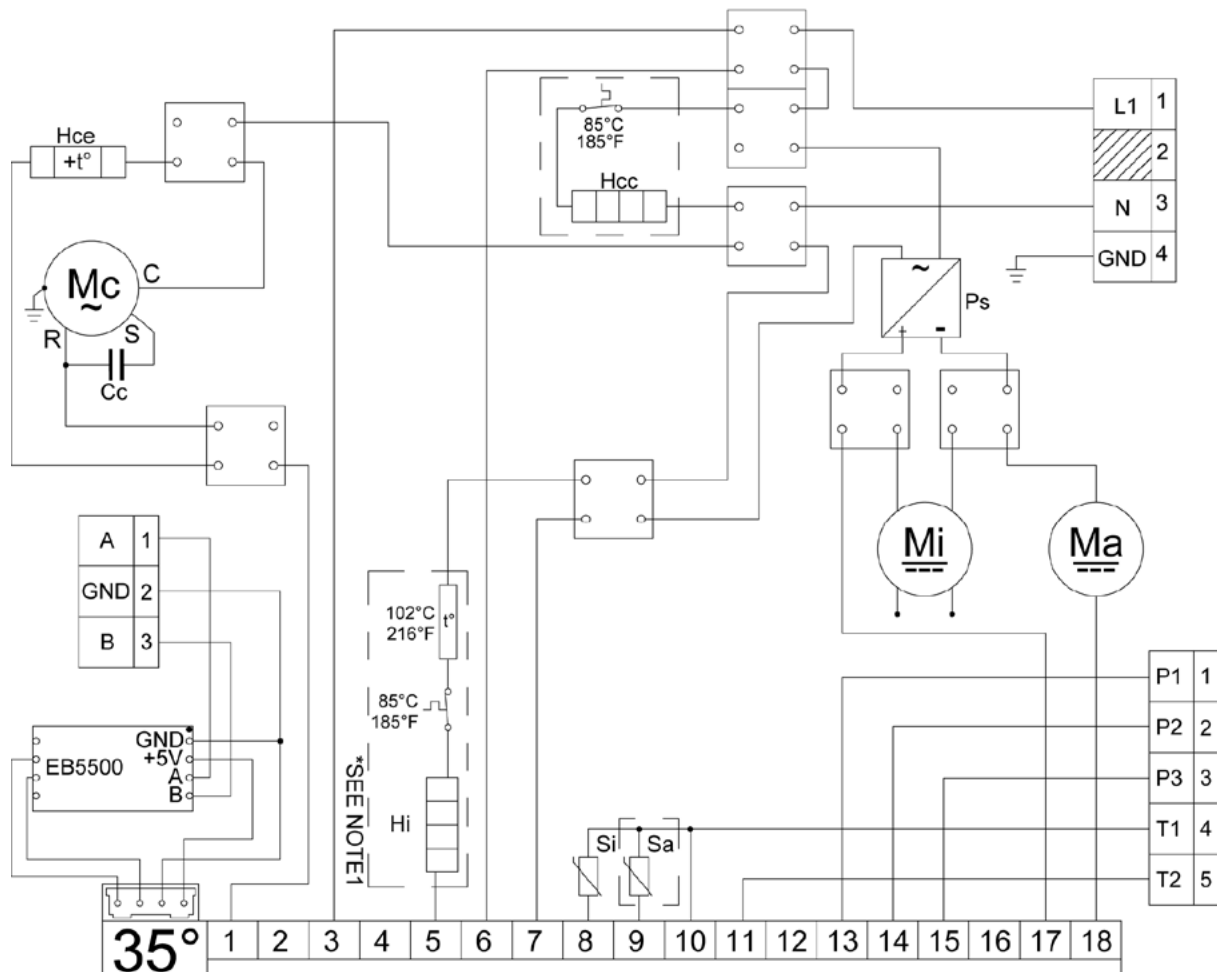 L1 1
2
N 3
GND 4
Hce
+t°
85°C
185°F
Hcc
Mc
~
C
R
S
Cc
~
+ -
Ps
A 1
GND 2
B 3
Mi
Ma
102°C
216°F
t°
85°C
185°F
Hi
*SEE NOTE1
GND
+5V
A
B
EB5500
Si
Sa
P1 1
P2 2
P3 3
T1 4
T2 5
35° 1 2 3 4 5 6 7 8 9 10 11 12 13 14 15 16 17 18